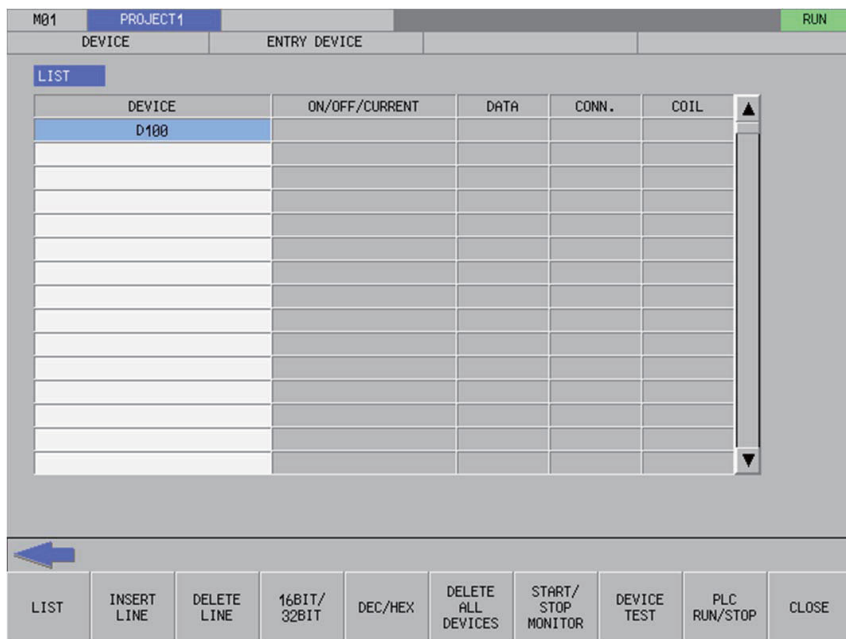 M01 PROJECT1 RUN
DEVICE ENTRY DEVICE
LIST
DEVICE ON/OFF/CURRENT DATA CONN. COIL
D100
LIST INSERT LINE DELETE LINE 16BIT/32BIT DEC/HEX DELETE ALL DEVICES START/STOP MONITOR DEVICE TEST PLC RUN/STOP CLOSE